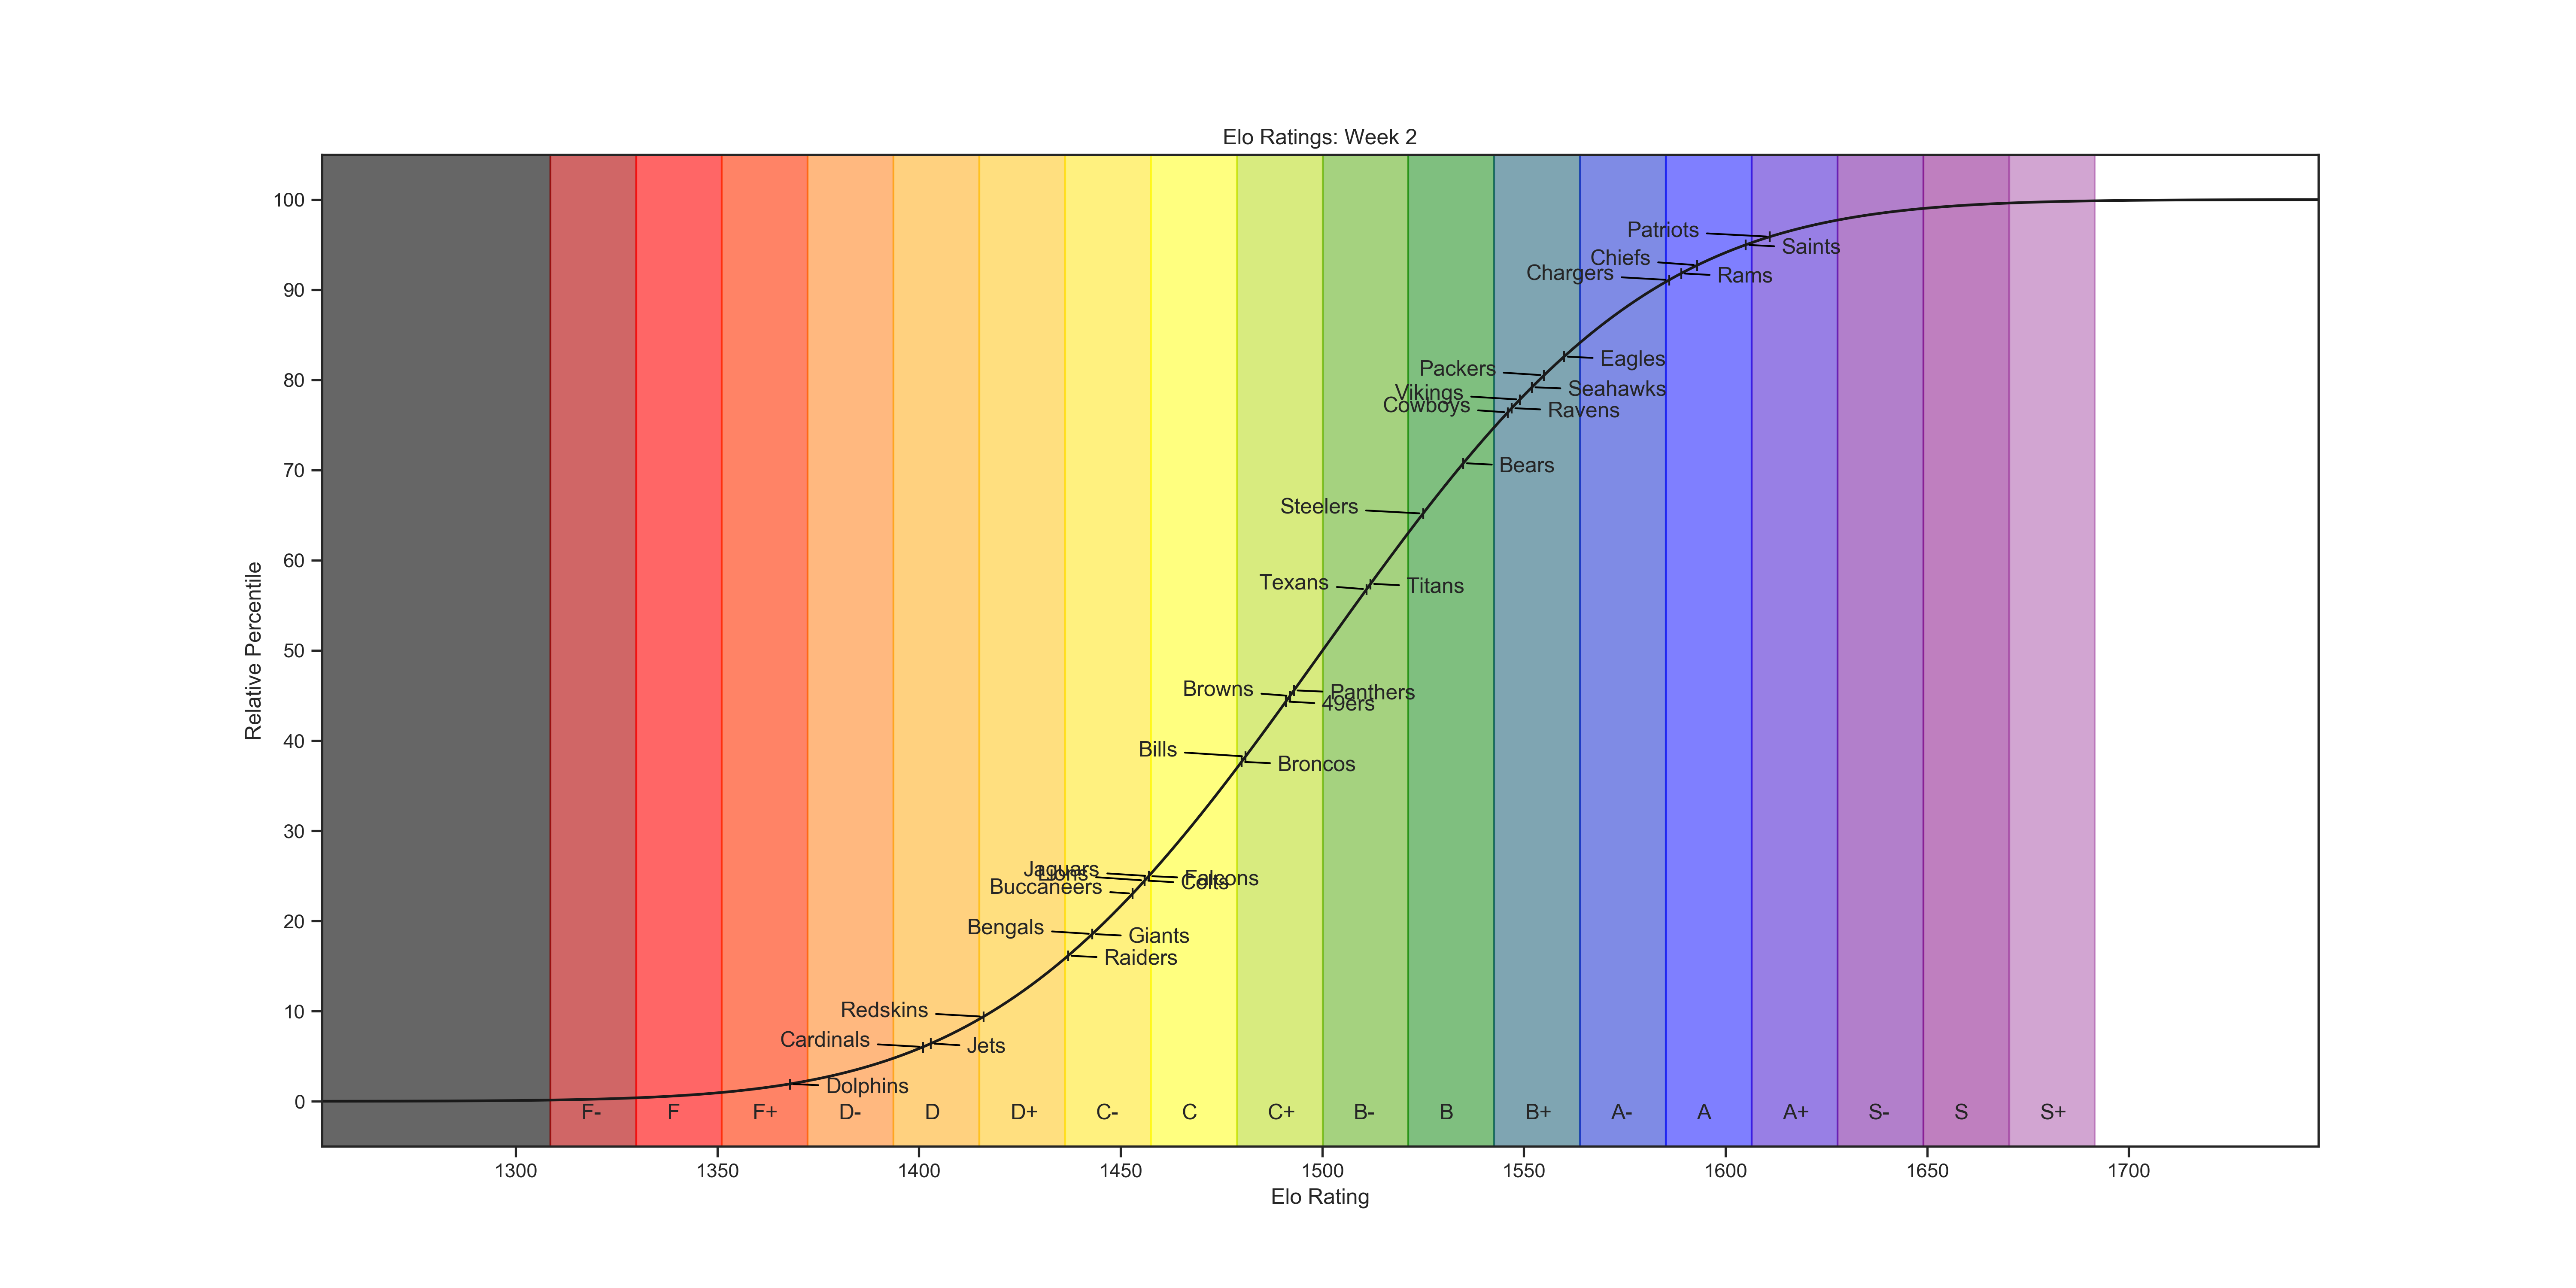 Elo Ratings: Week 2
100
90
80
70
60
50
40
30
20
10
0
Relative Percentile
Patriots
Saints
Chiefs
Chargers
Rams
Eagles
Packers
Seahawks
Vikings
Cowboys
Ravens
Bears
Steelers
Texans
Titans
Browns
Panthers
49ers
Bills
Broncos
Jaguars
Lions
Falcons
Colts
Buccaneers
Bengals
Giants
Raiders
Redskins
Cardinals
Jets
Dolphins
F- F F+ D- D D+ C- C C+ B- B B+ A- A A+ S- S S+
1300 1350 1400 1450 1500 1550 1600 1650 1700
Elo Rating